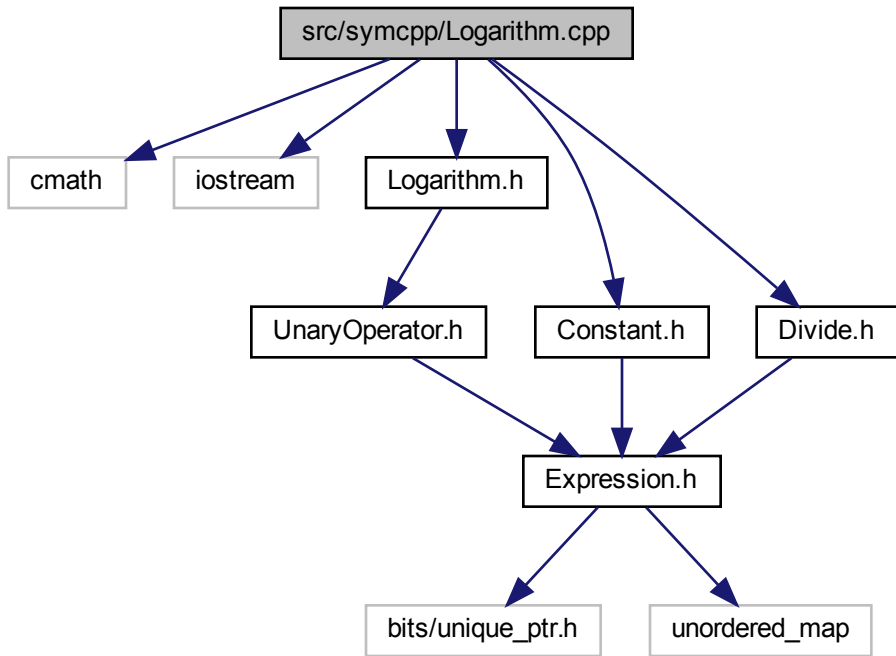 src/symcpp/Logarithm.cpp
cmath
iostream
Logarithm.h
UnaryOperator.h
Constant.h
Divide.h
Expression.h
bits/unique_ptr.h
unordered_map